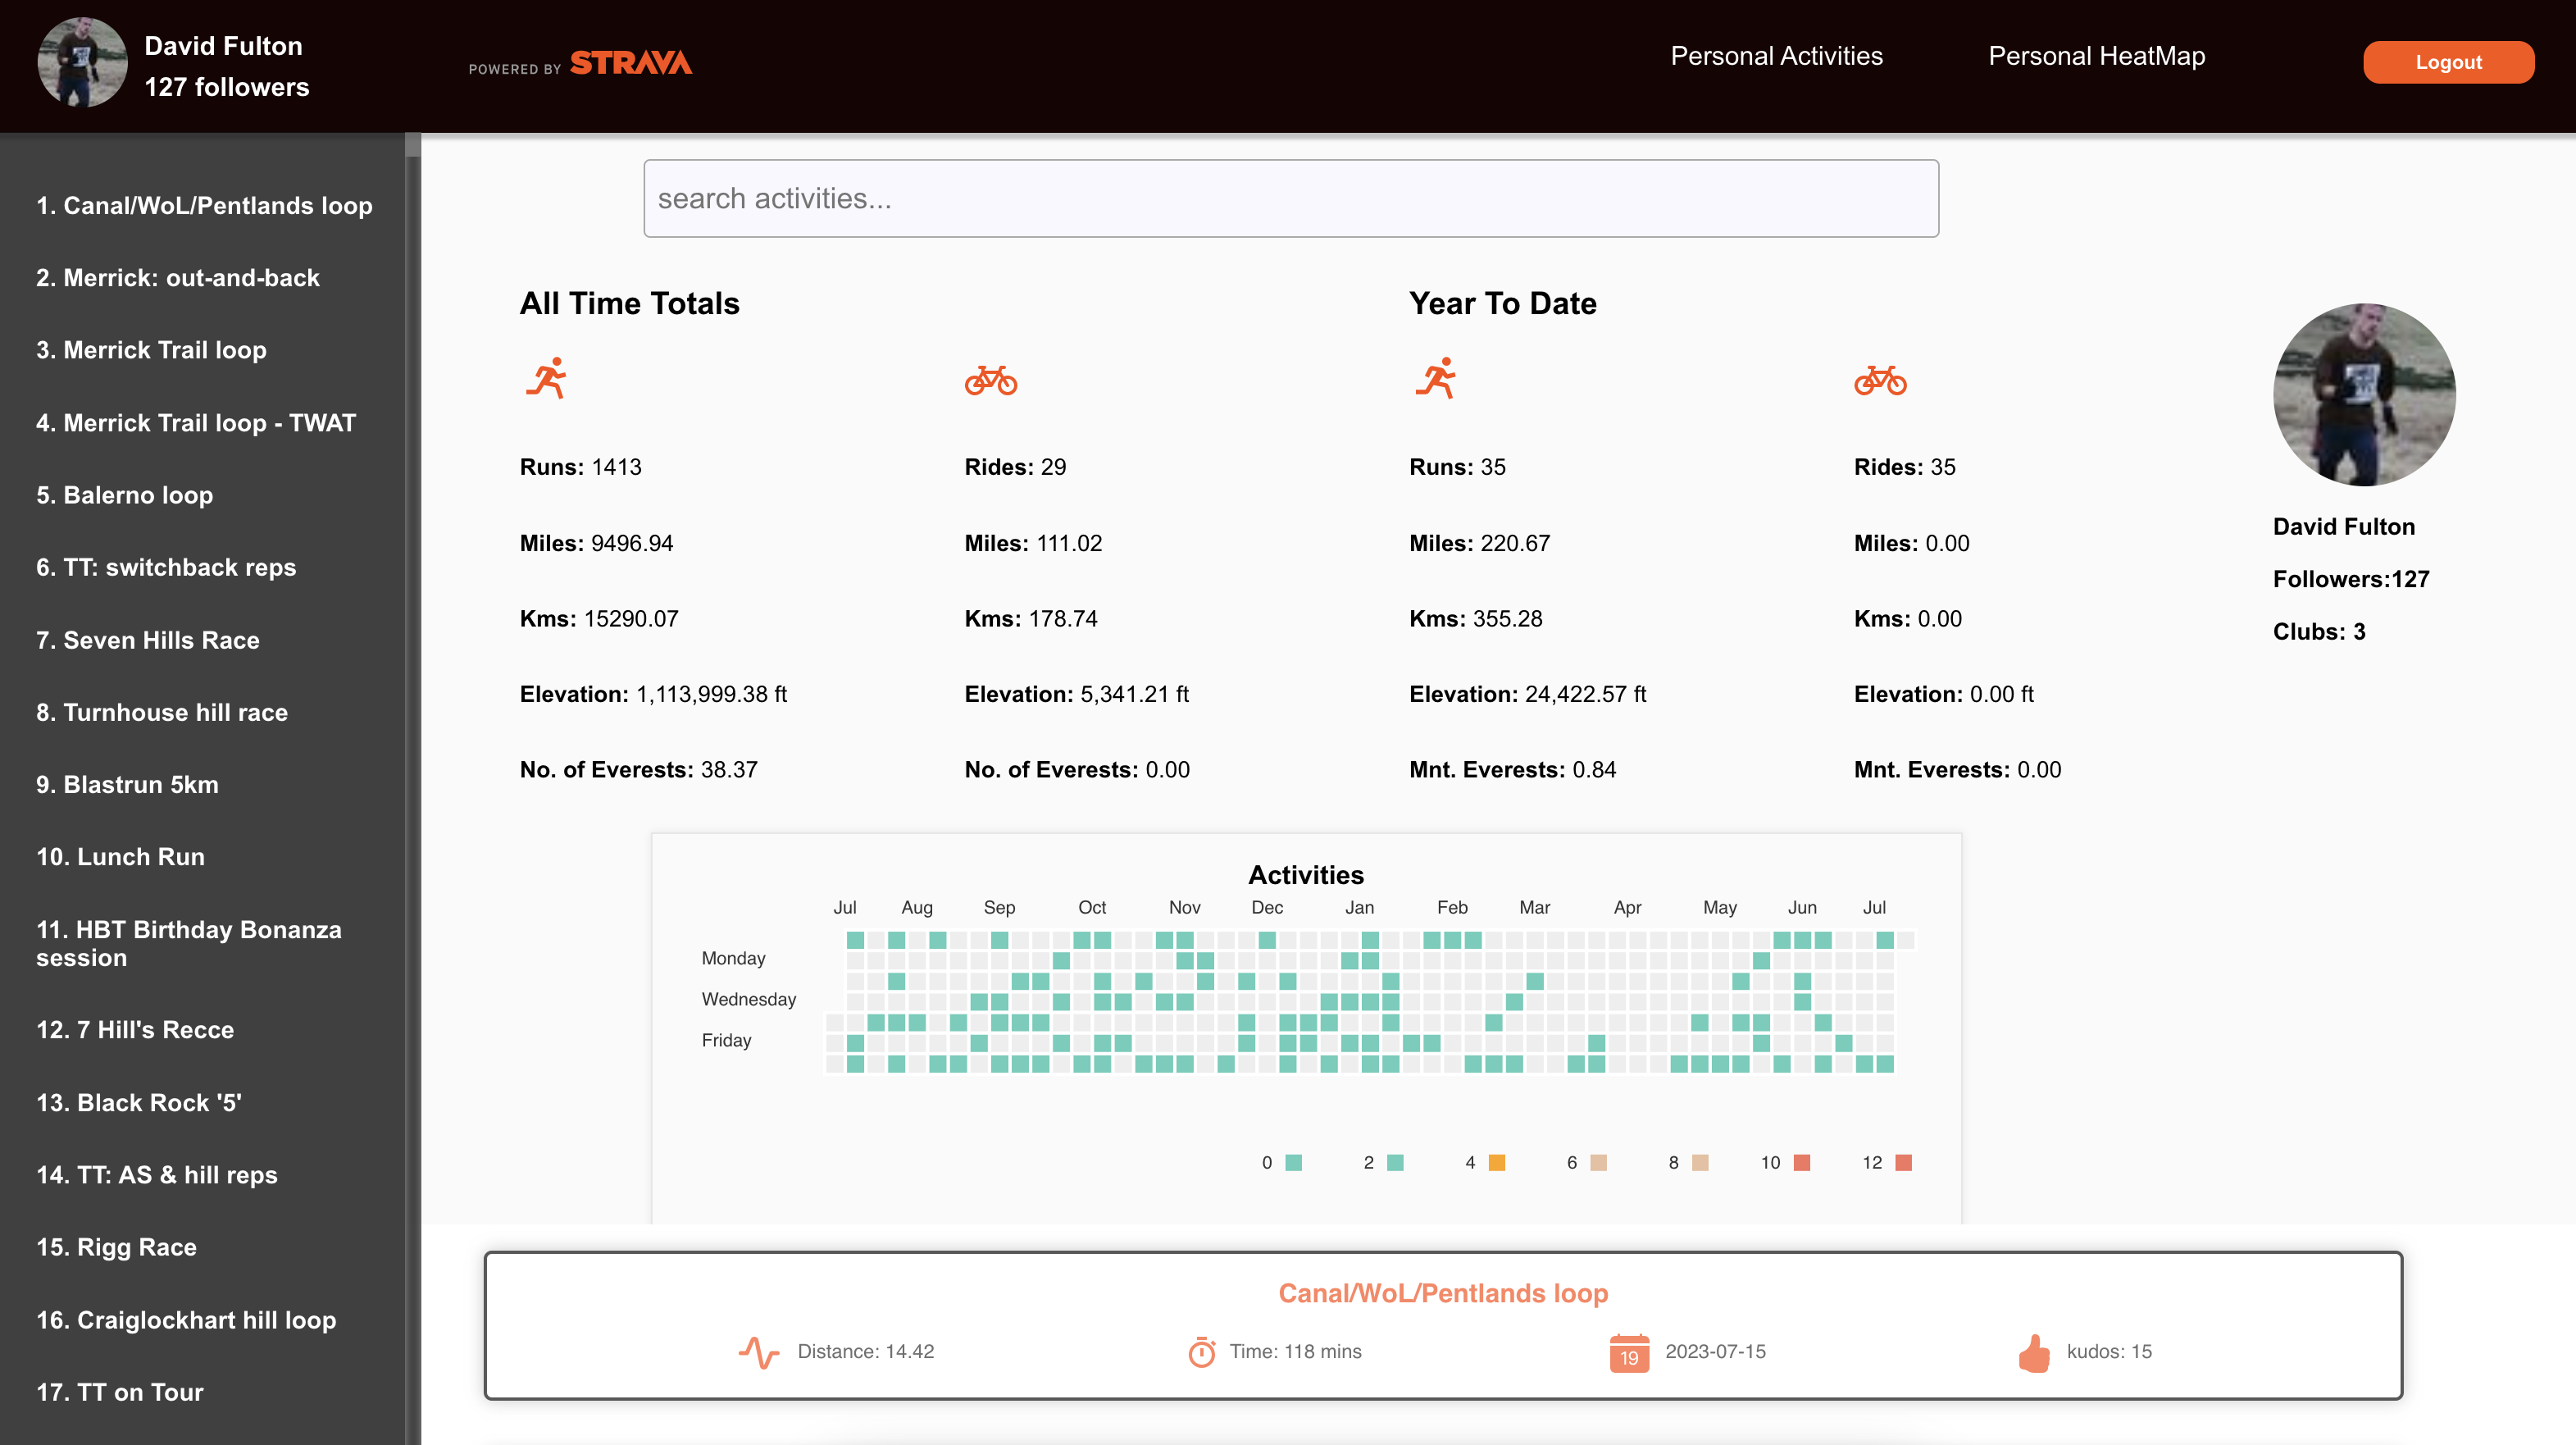 David Fulton
127 followers
POWERED BY STRAVA
Personal Activities
Personal HeatMap
Logout
1. Canal/WoL/Pentlands loop
2. Merrick: out-and-back
3. Merrick Trail loop
4. Merrick Trail loop - TWAT
5. Balerno loop
6. TT: switchback reps
7. Seven Hills Race
8. Turnhouse hill race
9. Blastrun 5km
10. Lunch Run
11. HBT Birthday Bonanza
session
12. 7 Hill's Recce
13. Black Rock '5'
14. TT: AS & hill reps
15. Rigg Race
16. Craiglockhart hill loop
17. TT on Tour
search activities...
All Time Totals
Runs: 1413
Miles: 9496.94
Kms: 15290.07
Elevation: 1,113,999.38 ft
No. of Everests: 38.37
Rides: 29
Miles: 111.02
Kms: 178.74
Elevation: 5,341.21 ft
No. of Everests: 0.00
Year To Date
Runs: 35
Miles: 220.67
Kms: 355.28
Elevation: 24,422.57 ft
Mnt. Everests: 0.84
Rides: 35
Miles: 0.00
Kms: 0.00
Elevation: 0.00 ft
Mnt. Everests: 0.00
David Fulton
Followers:127
Clubs: 3
Activities
Jul Aug Sep Oct Nov Dec Jan Feb Mar Apr May Jun Jul
Monday
Wednesday
Friday
0 2 4 6 8 10 12
Canal/WoL/Pentlands loop
Distance: 14.42
Time: 118 mins
19
2023-07-15
kudos: 15